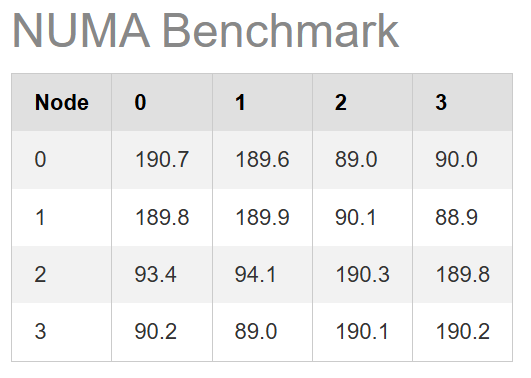 NUMA Benchmark
Node 0 1 2 3
0 190.7 189.6 89.0 90.0
1 189.8 189.9 90.1 88.9
2 93.4 94.1 190.3 189.8
3 90.2 89.0 190.1 190.2